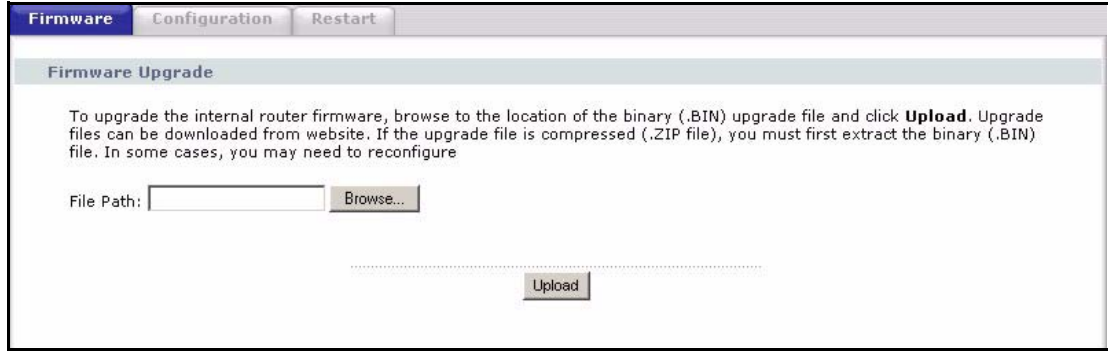 Firmware Configuration Restart
Firmware Upgrade
To upgrade the internal router firmware, browse to the location of the binary (.BIN) upgrade file and click Upload. Upgrade
files can be downloaded from website. If the upgrade file is compressed (.ZIP file), you must first extract the binary (.BIN)
file. In some cases, you may need to reconfigure
File Path: Browse...
Upload